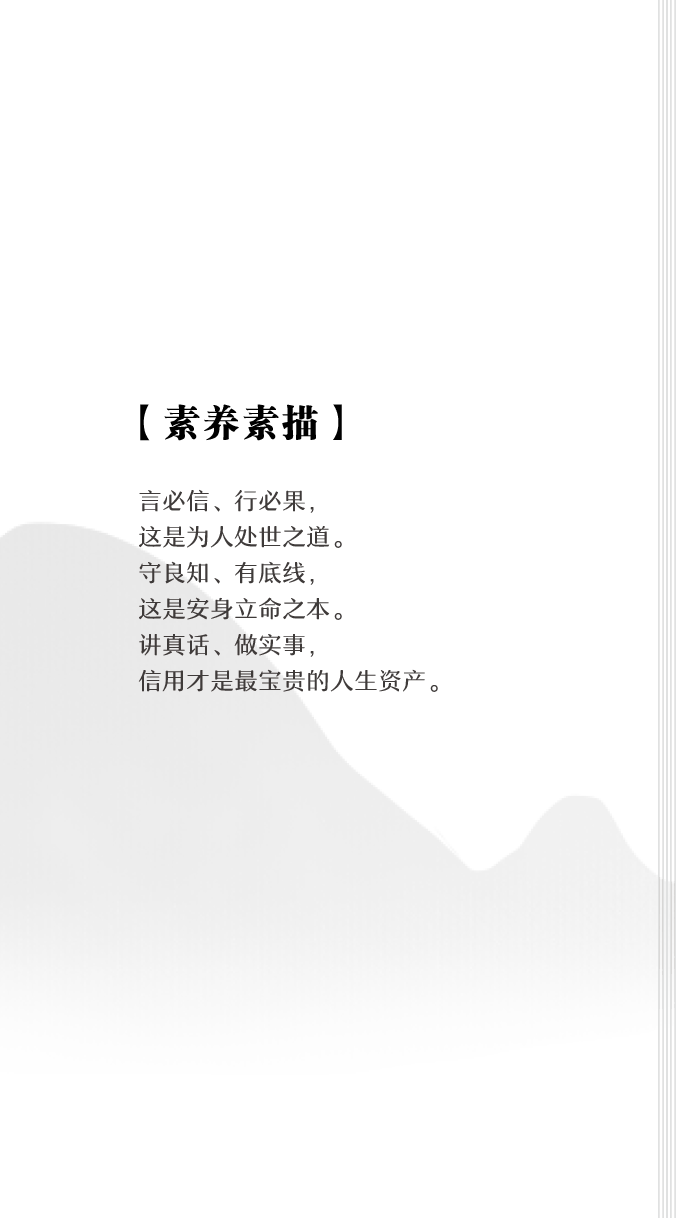 【素养素描】
言必信、行必果，
这是为人处世之道。
守良知、有底线，
这是安身立命之本。
讲真话、做实事，
信用才是最宝贵的人生资产。